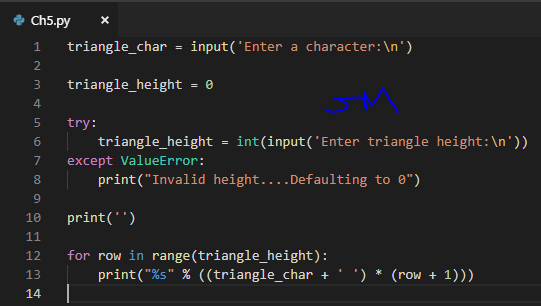 Ch5.py ×
1 triangle_char = input('Enter a character:\n')
2
3 triangle_height = 0
4
5 try:
6     triangle_height = int(input('Enter triangle height:\n'))
7 except ValueError:
8     print("Invalid height....Defaulting to 0")
9
10 print('')
11
12 for row in range(triangle_height):
13     print("%s" % ((triangle_char + ' ') * (row + 1)))
14